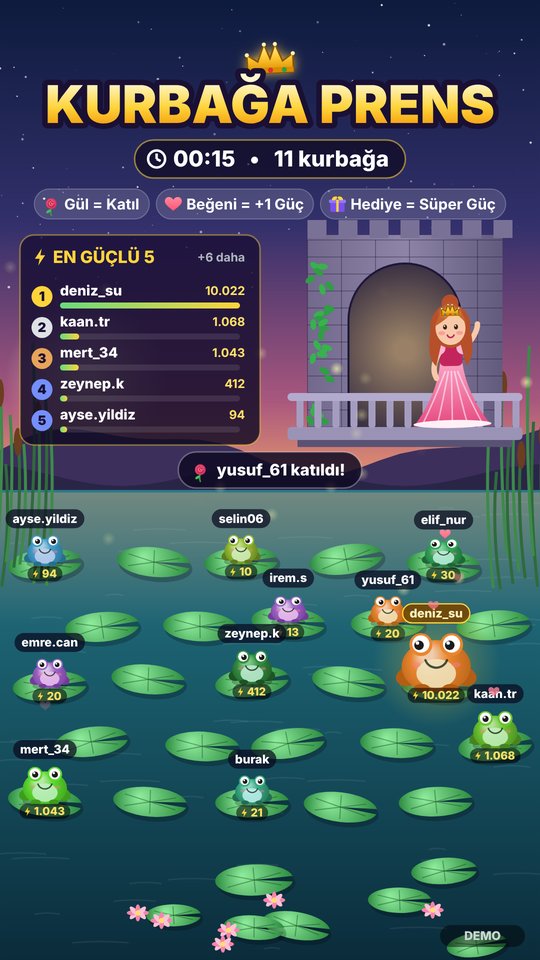 KURBAĞA PRENS
00:15 • 11 kurbağa
Gül = Katıl
Beğeni = +1 Güç
Hediye = Süper Güç
EN GÜÇLÜ 5
+6 daha
1 deniz_su 10.022
2 kaan.tr 1.068
3 mert_34 1.043
4 zeynep.k 412
5 ayse.yildiz 94
yusuf_61 katıldı!
ayse.yildiz
94
selin06
10
elif_nur
30
irem.s
13
yusuf_61
20
deniz_su
10.022
emre.can
20
zeynep.k
412
kaan.tr
1.068
mert_34
1.043
burak
21
DEMO